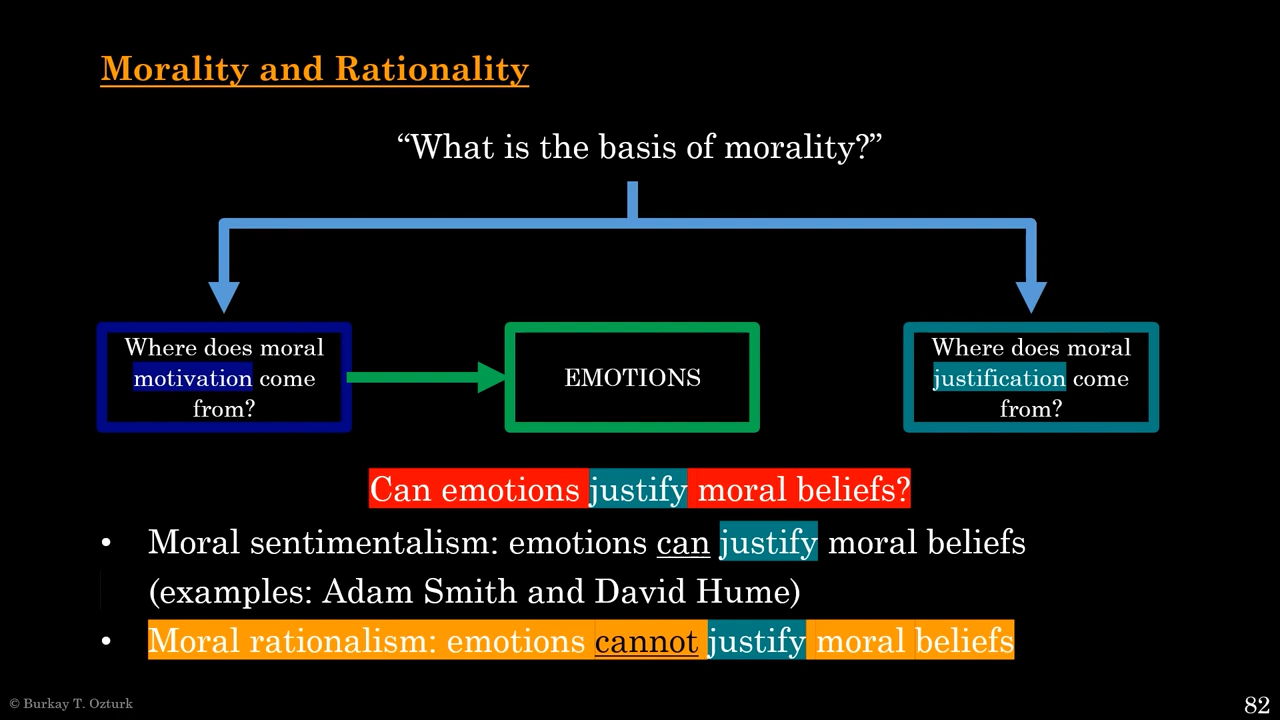 Morality and Rationality
“What is the basis of morality?”
Where does moral
motivation come
from?
EMOTIONS
Where does moral
justification come
from?
Can emotions justify moral beliefs?
• Moral sentimentalism: emotions can justify moral beliefs
(examples: Adam Smith and David Hume)
• Moral rationalism: emotions cannot justify moral beliefs
© Burkay T. Ozturk
82